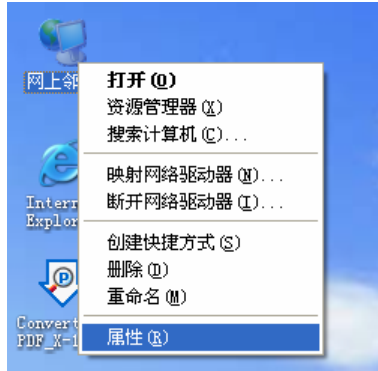 网上邻
打开(O)
资源管理器(X)
搜索计算机(C)...
映射网络驱动器(N)...
断开网络驱动器(I)...
创建快捷方式(S)
删除(D)
重命名(M)
属性(R)
Intern
Explor
Convert
PDF_X-1